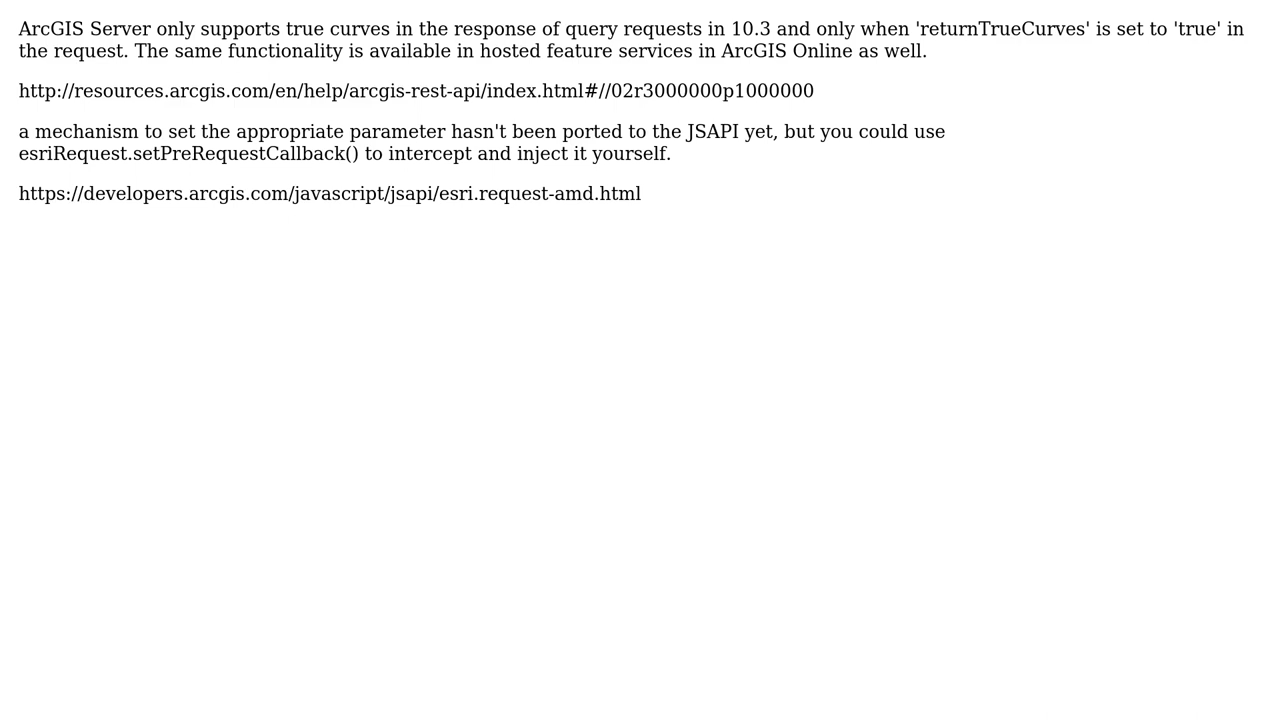 ArcGIS Server only supports true curves in the response of query requests in 10.3 and only when 'returnTrueCurves' is set to 'true' in
the request. The same functionality is available in hosted feature services in ArcGIS Online as well.
http://resources.arcgis.com/en/help/arcgis-rest-api/index.html#//02r3000000p1000000
a mechanism to set the appropriate parameter hasn't been ported to the JSAPI yet, but you could use
esriRequest.setPreRequestCallback() to intercept and inject it yourself.
https://developers.arcgis.com/javascript/jsapi/esri.request-amd.html